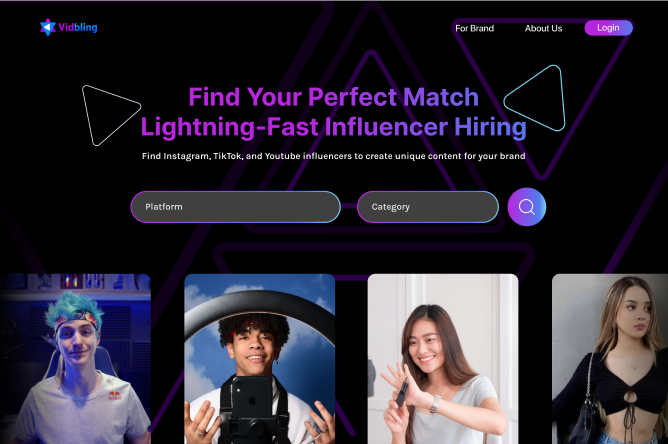 Vidbling
For Brand
About Us
Login
Find Your Perfect Match
Lightning-Fast Influencer Hiring
Find Instagram, TikTok, and Youtube influencers to create unique content for your brand
Platform
Category